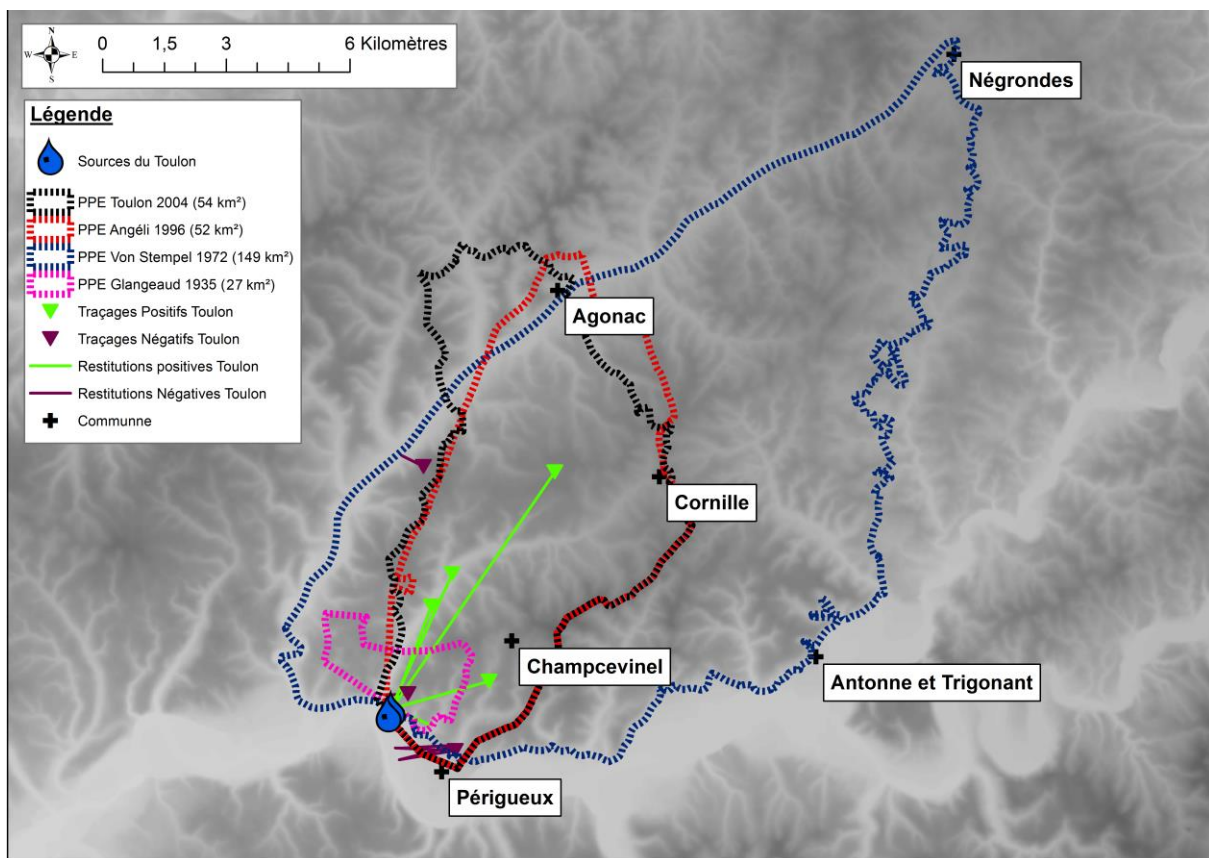 N
W E
S
0 1,5 3 6 Kilomètres
Légende
Sources du Toulon
PPE Toulon 2004 (54 km²)
PPE Angéli 1996 (52 km²)
PPE Von Stempel 1972 (149 km²)
PPE Glangeaud 1935 (27 km²)
Traçages Positifs Toulon
Traçages Négatifs Toulon
Restitutions positives Toulon
Restitutions Négatives Toulon
Communne
Négrondes
Agonac
Cornille
Champcevinel
Antonne et Trigonant
Périgueux